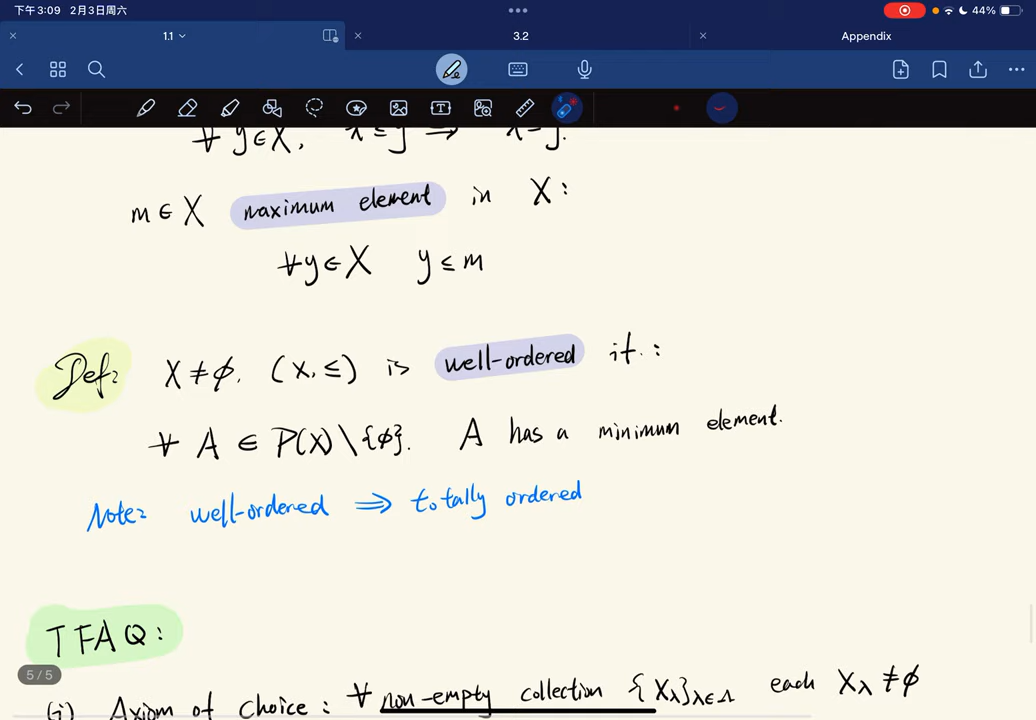 下午3:09 2月3日周六
44%
1.1
3.2
Appendix
∀ y∈X, x ≤ y ⇒ x = y.
m ∈ X maximum element in X:
∀y∈X y ≤ m
Def: X ≠ ∅. (X, ≤) is well-ordered if:
∀ A ∈ P(X)\{∅}. A has a minimum element.
Note: well-ordered ⇒ totally ordered
TFAQ:
5 / 5
(i) Axiom of choice: ∀ non-empty collection {X_λ}_{λ∈Λ} each X_λ ≠ ∅